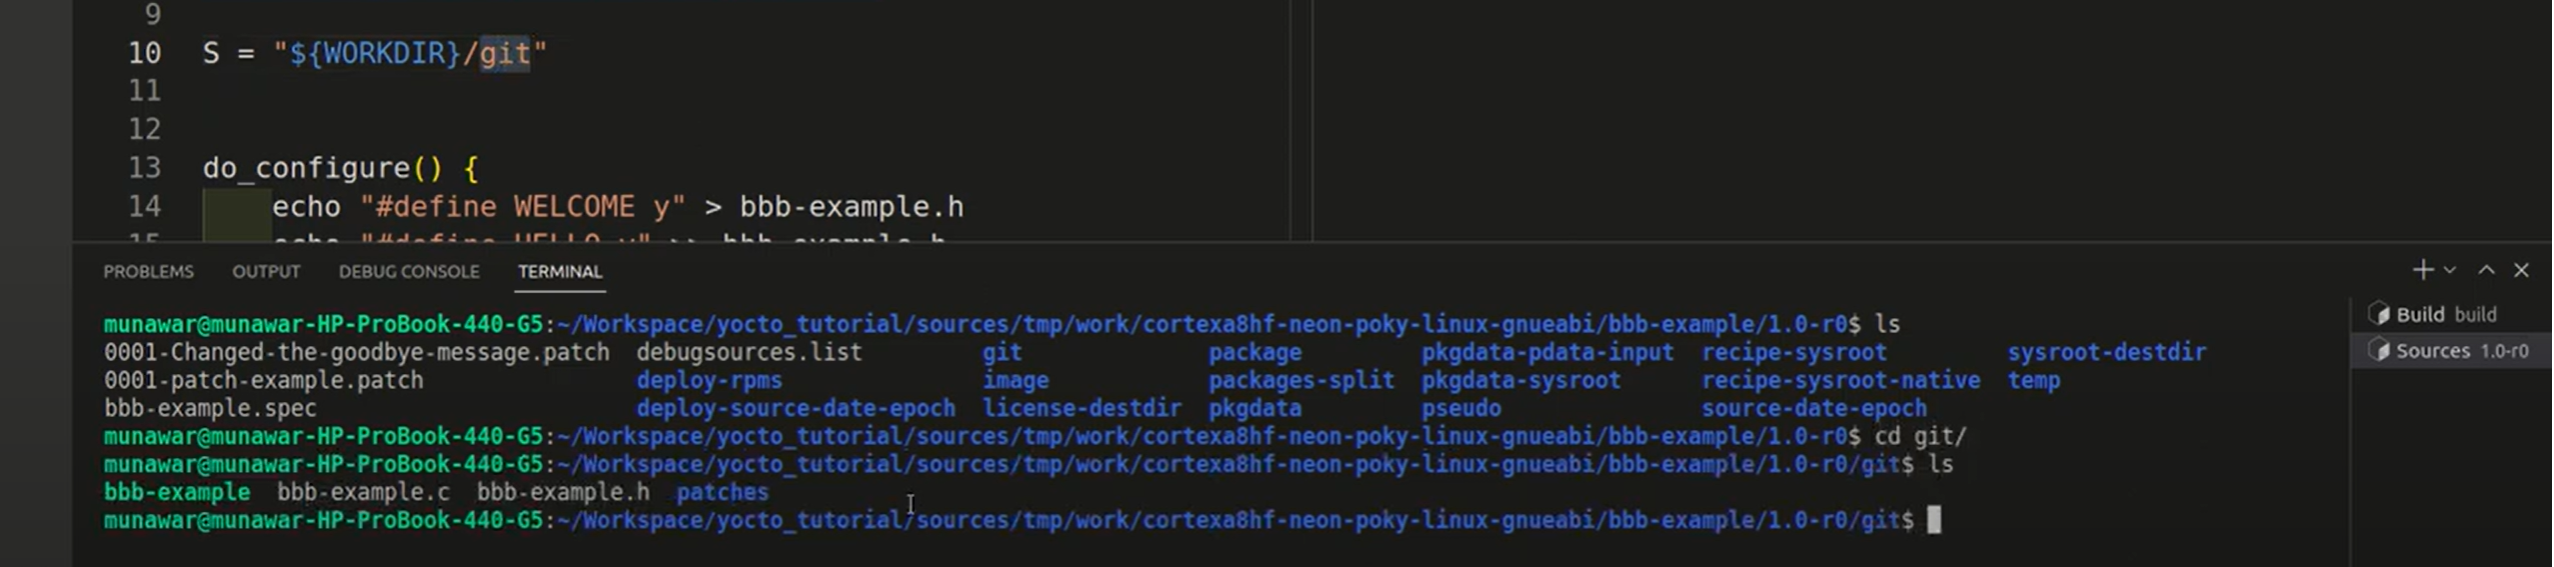 9
10 S = "${WORKDIR}/git"
11
12
13 do_configure() {
14 echo "#define WELCOME y" > bbb-example.h
15 echo "#define HELLO y" >> bbb-example.h
PROBLEMS OUTPUT DEBUG CONSOLE TERMINAL
munawar@munawar-HP-ProBook-440-G5:~/Workspace/yocto_tutorial/sources/tmp/work/cortexa8hf-neon-poky-linux-gnueabi/bbb-example/1.0-r0$ ls
0001-Changed-the-goodbye-message.patch debugsources.list git package pkgdata-pdata-input recipe-sysroot sysroot-destdir
0001-patch-example.patch deploy-rpms image packages-split pkgdata-sysroot recipe-sysroot-native temp
bbb-example.spec deploy-source-date-epoch license-destdir pkgdata pseudo source-date-epoch
munawar@munawar-HP-ProBook-440-G5:~/Workspace/yocto_tutorial/sources/tmp/work/cortexa8hf-neon-poky-linux-gnueabi/bbb-example/1.0-r0$ cd git/
munawar@munawar-HP-ProBook-440-G5:~/Workspace/yocto_tutorial/sources/tmp/work/cortexa8hf-neon-poky-linux-gnueabi/bbb-example/1.0-r0/git$ ls
bbb-example bbb-example.c bbb-example.h patches
munawar@munawar-HP-ProBook-440-G5:~/Workspace/yocto_tutorial/sources/tmp/work/cortexa8hf-neon-poky-linux-gnueabi/bbb-example/1.0-r0/git$
Build build
Sources 1.0-r0